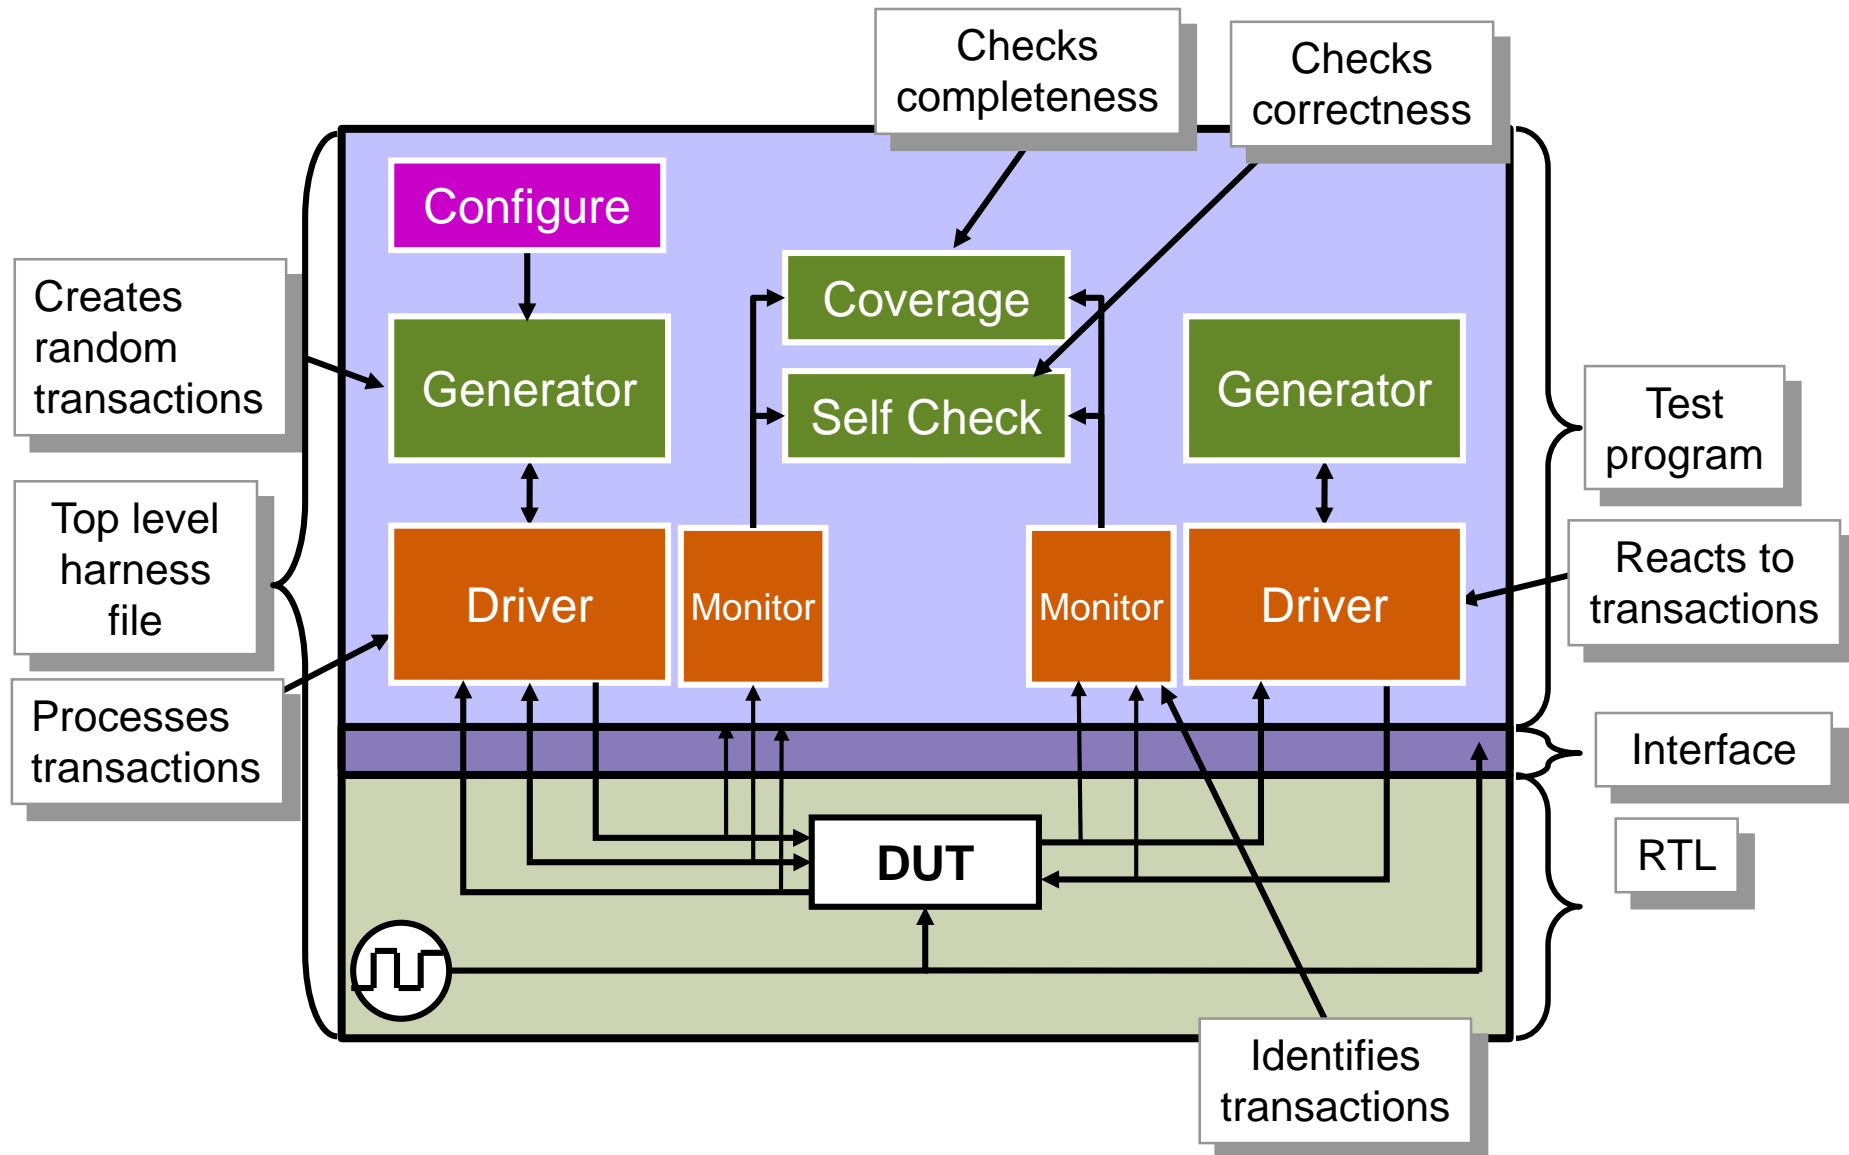 Checks
completeness
Checks
correctness
Configure
Creates
random
transactions
Coverage
Generator
Self Check
Generator
Test
program
Top level
harness
file
Driver
Monitor
Monitor
Driver
Reacts to
transactions
Processes
transactions
Interface
DUT
RTL
Identifies
transactions